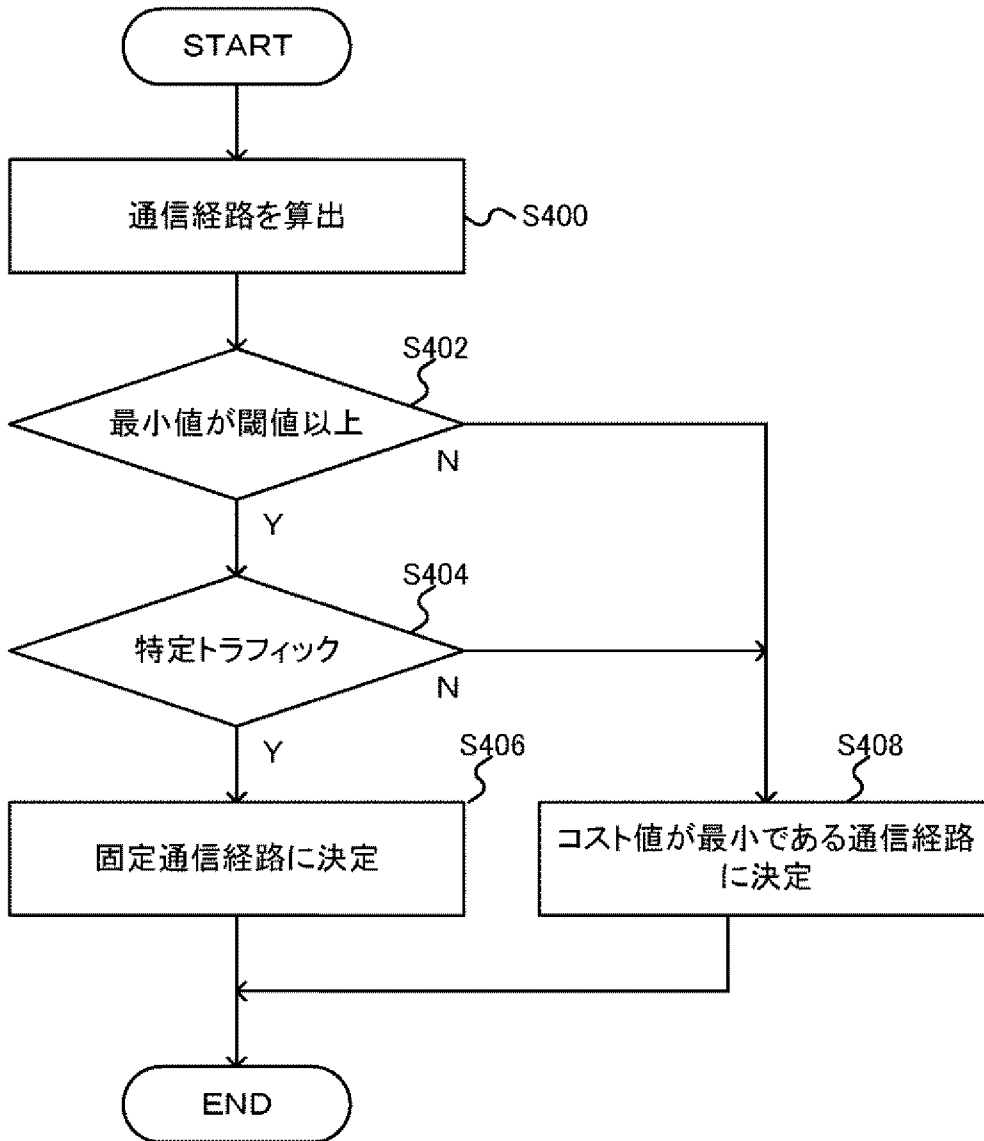 START
通信経路を算出
S400
S402
最小値が閾値以上
N
Y
S404
特定トラフィック
N
Y
S406
固定通信経路に決定
S408
コスト値が最小である通信経路
に決定
END